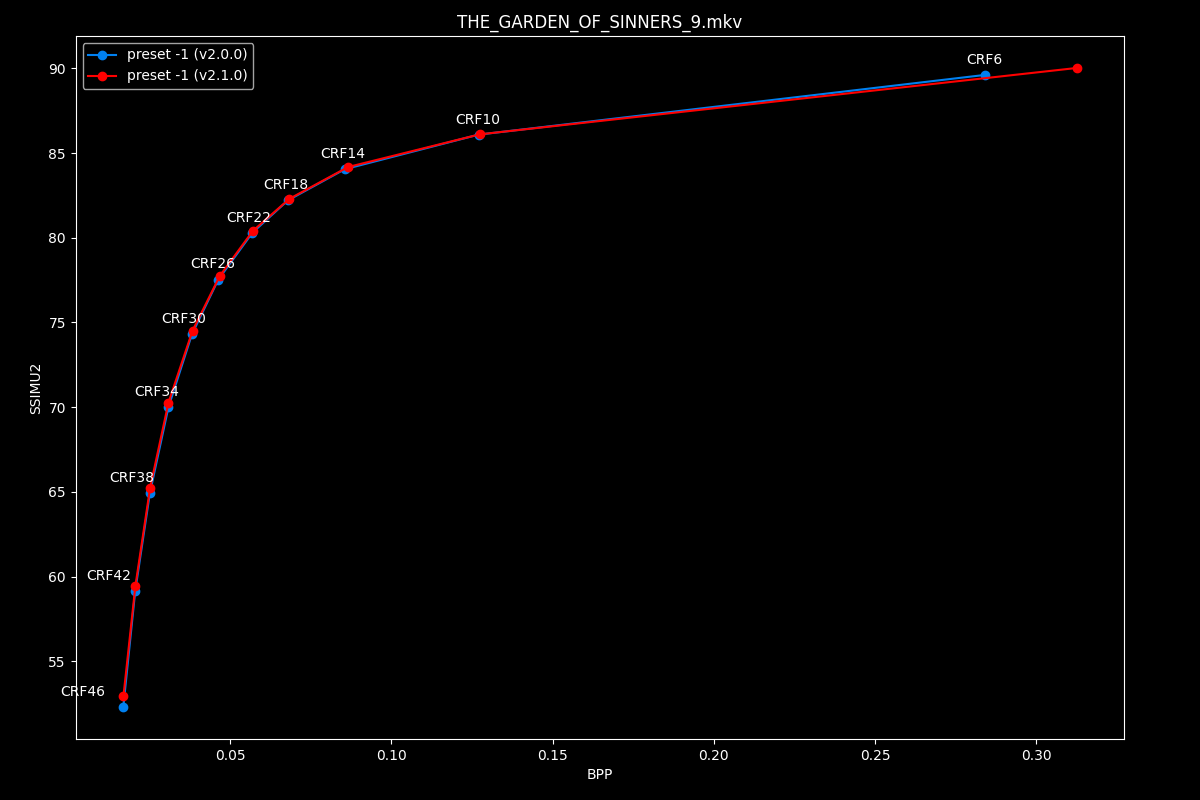 THE_GARDEN_OF_SINNERS_9.mkv
preset -1 (v2.0.0)
preset -1 (v2.1.0)
CRF6
CRF10
CRF14
CRF18
CRF22
CRF26
CRF30
CRF34
CRF38
CRF42
CRF46
90
85
80
75
70
65
60
55
SSIMU2
0.05 0.10 0.15 0.20 0.25 0.30
BPP